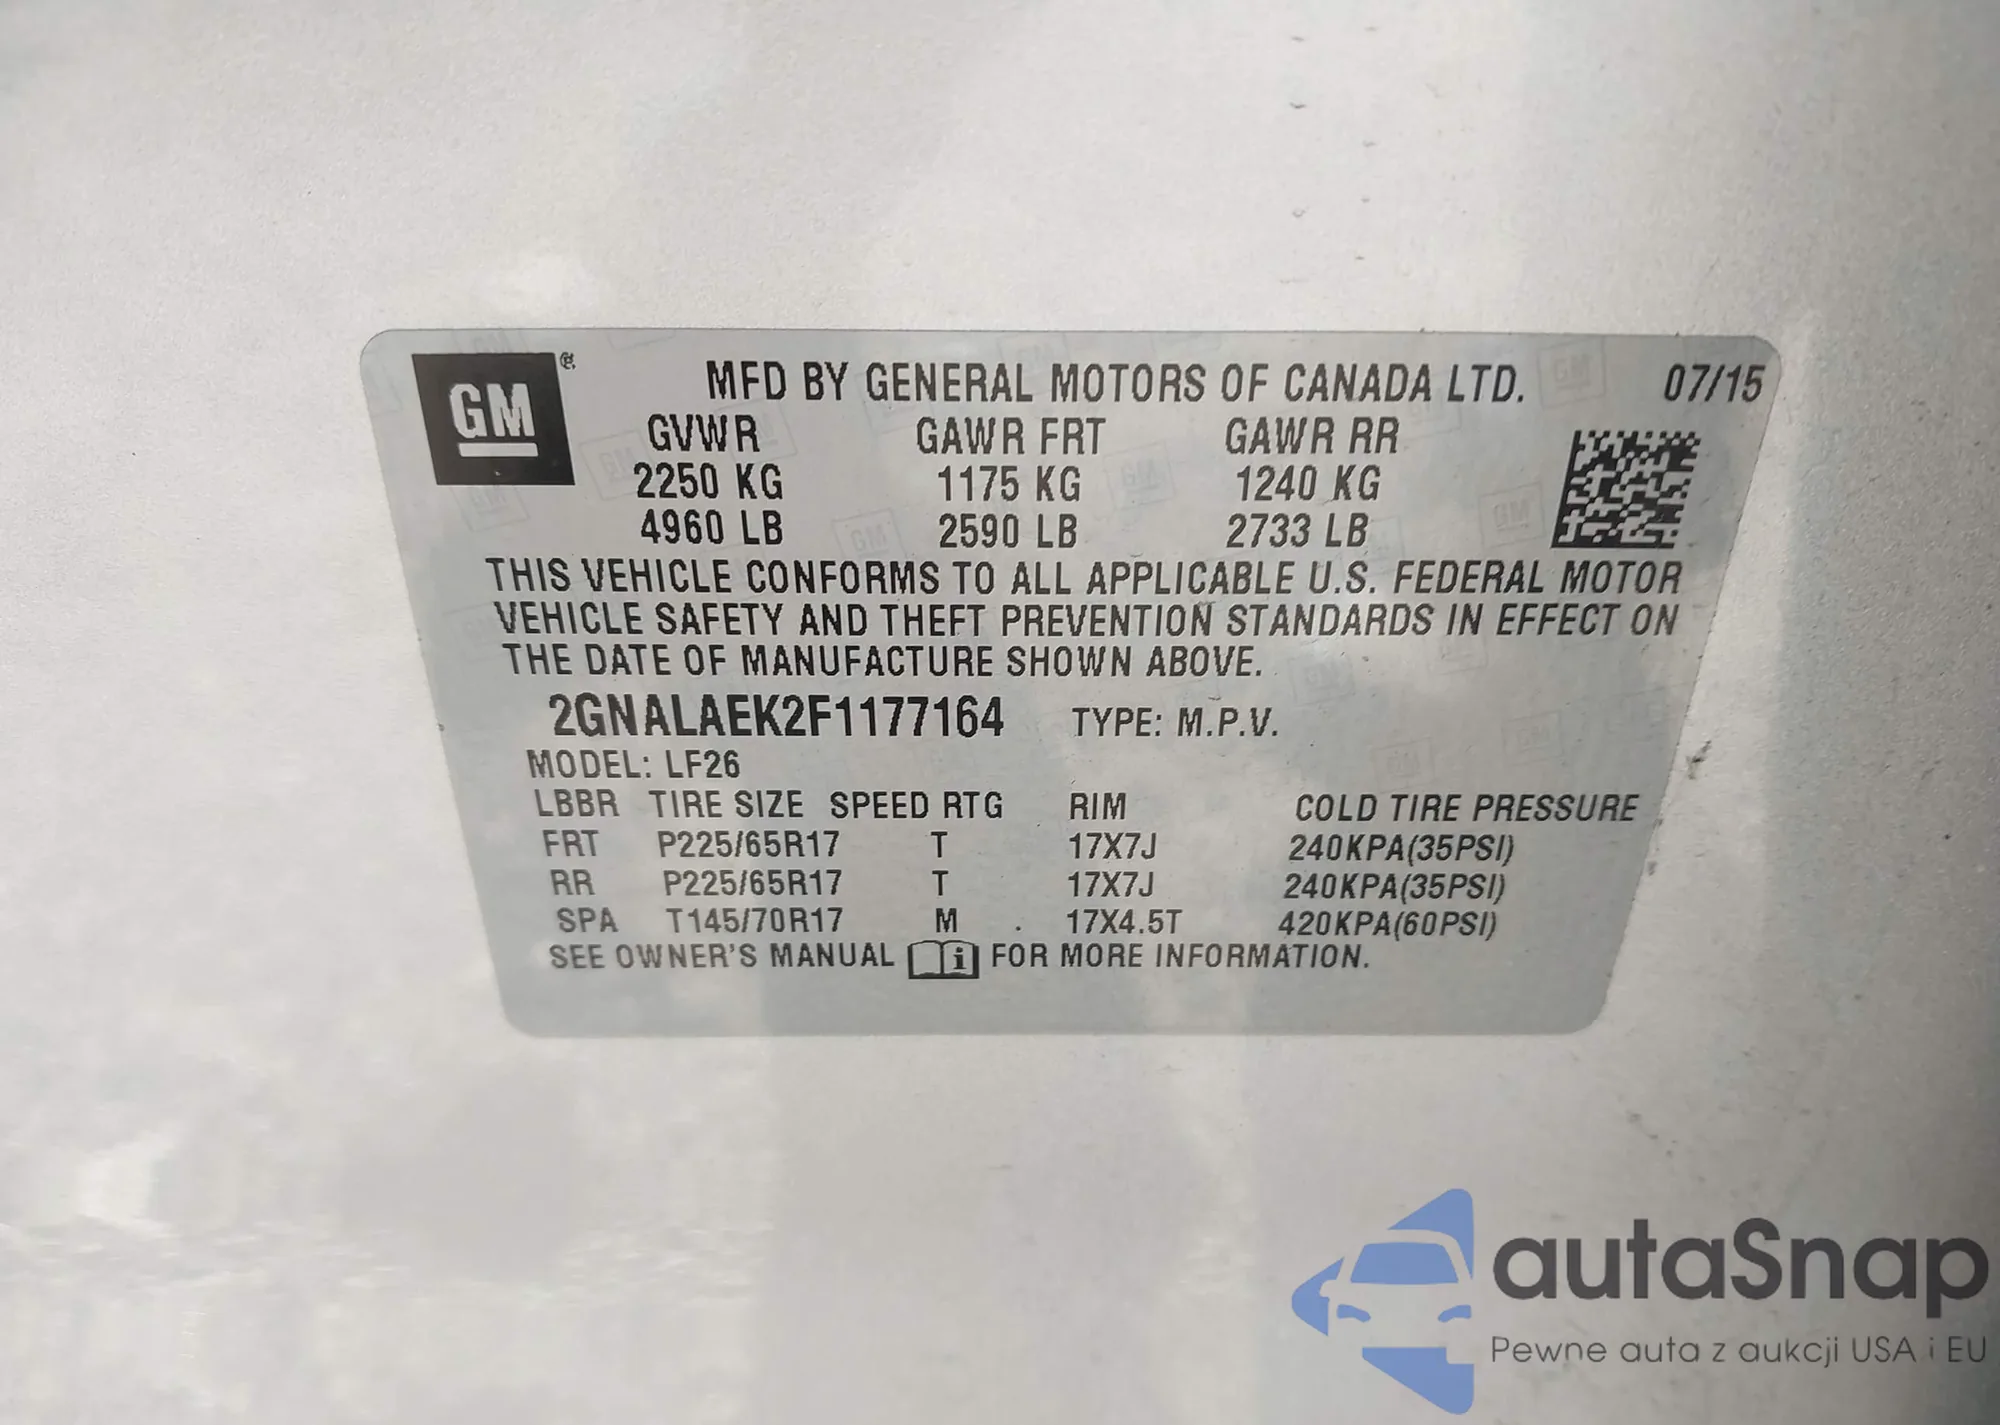 GM
MFD BY GENERAL MOTORS OF CANADA LTD. 07/15
GVWR GAWR FRT GAWR RR
2250 KG 1175 KG 1240 KG
4960 LB 2590 LB 2733 LB
THIS VEHICLE CONFORMS TO ALL APPLICABLE U.S. FEDERAL MOTOR
VEHICLE SAFETY AND THEFT PREVENTION STANDARDS IN EFFECT ON
THE DATE OF MANUFACTURE SHOWN ABOVE.
2GNALAEK2F1177164 TYPE: M.P.V.
MODEL: LF26
LBBR TIRE SIZE SPEED RTG RIM COLD TIRE PRESSURE
FRT P225/65R17 T 17X7J 240KPA(35PSI)
RR P225/65R17 T 17X7J 240KPA(35PSI)
SPA T145/70R17 M 17X4.5T 420KPA(60PSI)
SEE OWNER'S MANUAL i FOR MORE INFORMATION.
autaSnap
Pewne auta z aukcji USA i EU